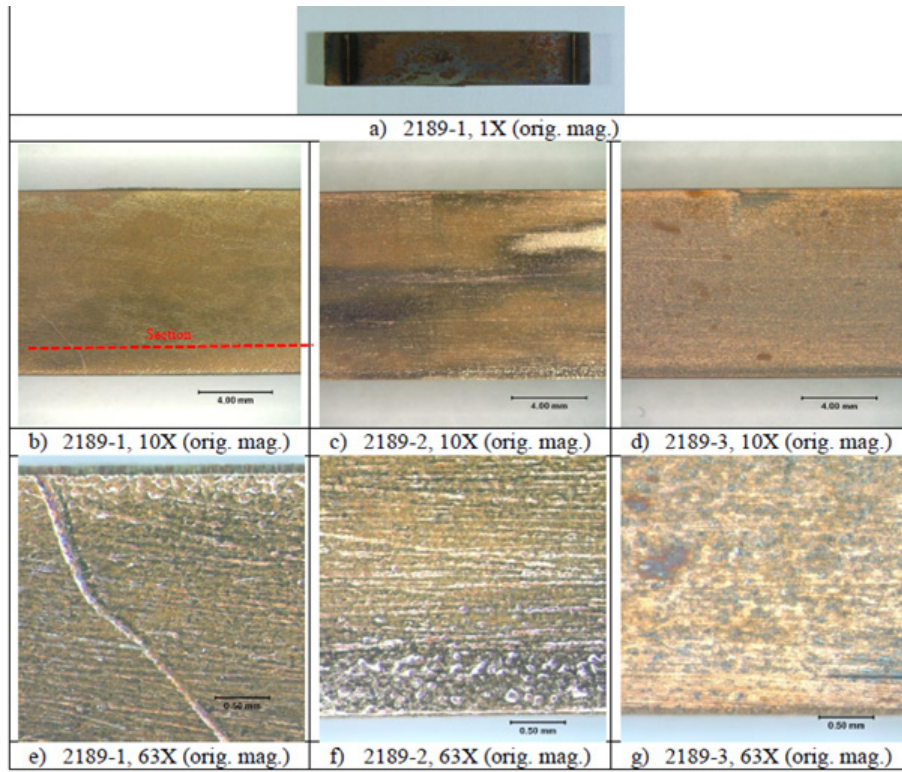 a) 2189-1, 1X (orig. mag.)
Section
4.00 mm
4.00 mm
4.00 mm
b) 2189-1, 10X (orig. mag.)
c) 2189-2, 10X (orig. mag.)
d) 2189-3, 10X (orig. mag.)
0.50 mm
0.50 mm
0.50 mm
e) 2189-1, 63X (orig. mag.)
f) 2189-2, 63X (orig. mag.)
g) 2189-3, 63X (orig. mag.)